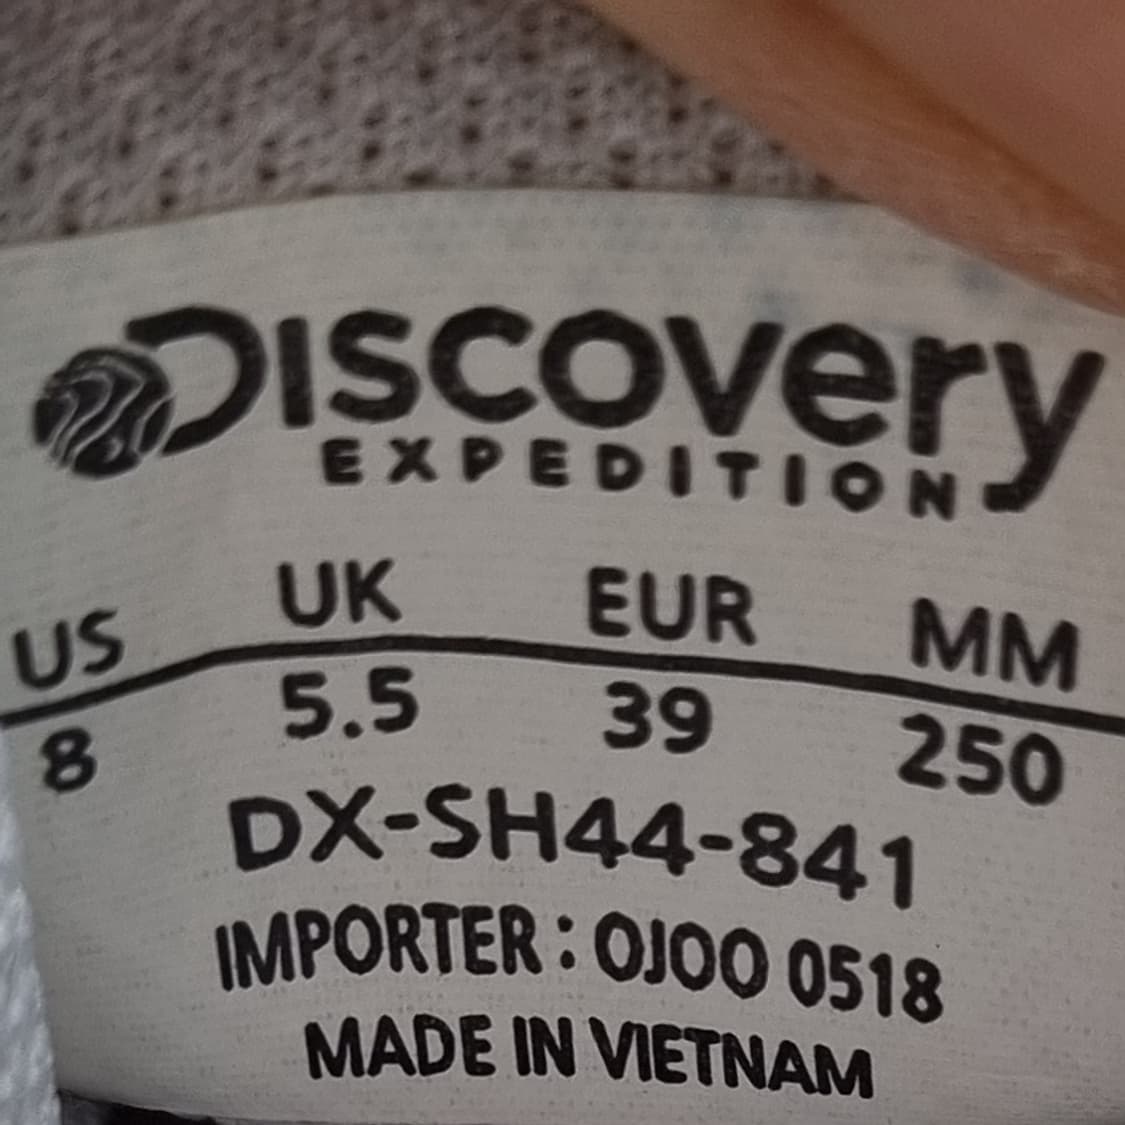 DISCOVery
EXPEDITION
US UK EUR MM
8 5.5 39 250
DX-SH44-841
IMPORTER : OJOO 0518
MADE IN VIETNAM